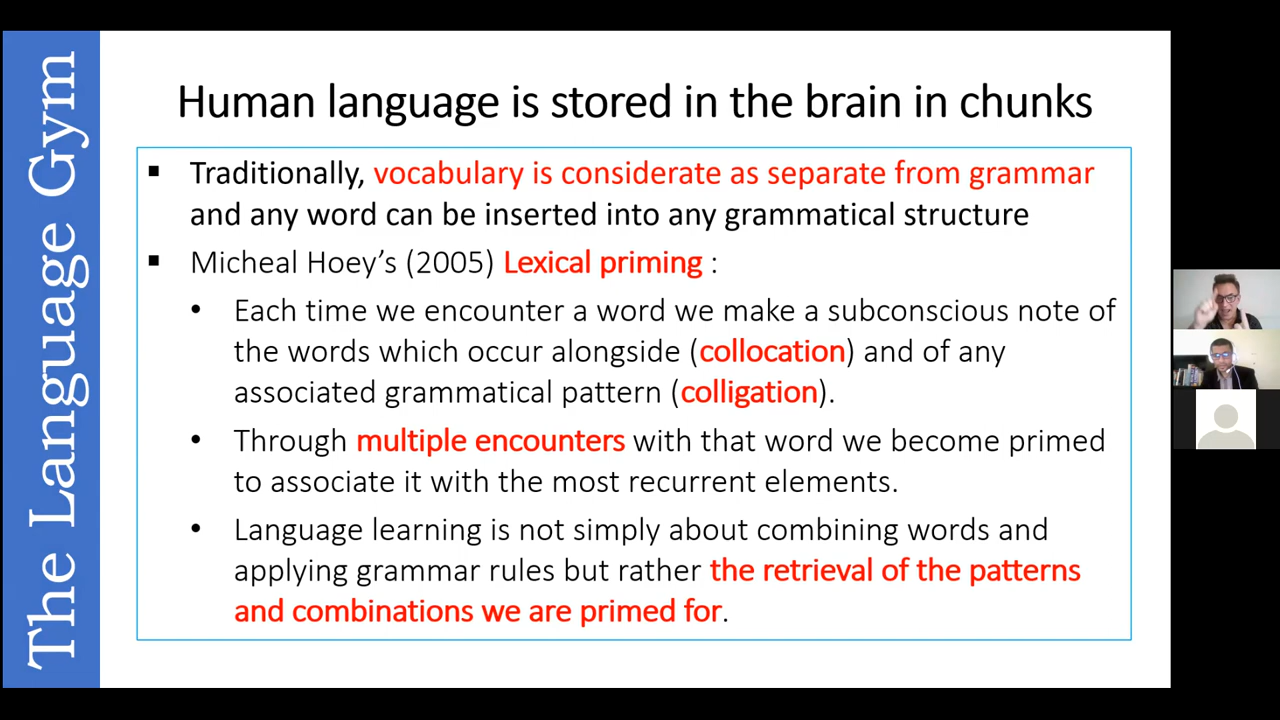 The Language Gym
Human language is stored in the brain in chunks
▪ Traditionally, vocabulary is considerate as separate from grammar
and any word can be inserted into any grammatical structure
▪ Micheal Hoey’s (2005) Lexical priming :
• Each time we encounter a word we make a subconscious note of
the words which occur alongside (collocation) and of any
associated grammatical pattern (colligation).
• Through multiple encounters with that word we become primed
to associate it with the most recurrent elements.
• Language learning is not simply about combining words and
applying grammar rules but rather the retrieval of the patterns
and combinations we are primed for.